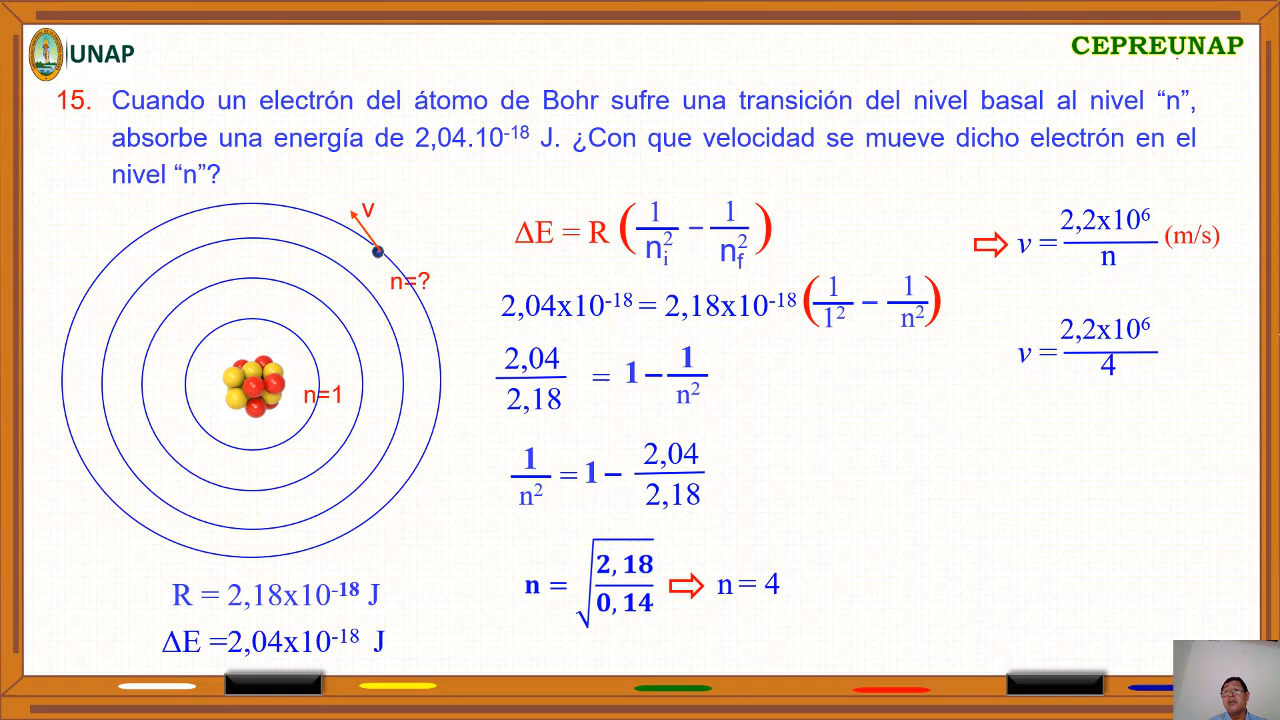 UNAP
CEPREUNAP
15. Cuando un electrón del átomo de Bohr sufre una transición del nivel basal al nivel “n”,
absorbe una energía de 2,04.10⁻¹⁸ J. ¿Con que velocidad se mueve dicho electrón en el
nivel “n”?
v
n=?
n=1
R = 2,18x10⁻¹⁸ J
ΔE =2,04x10⁻¹⁸ J
ΔE = R (1/nᵢ² − 1/n_f²)
2,04x10⁻¹⁸ = 2,18x10⁻¹⁸ (1/1² − 1/n²)
2,04/2,18 = 1 − 1/n²
1/n² = 1 − 2,04/2,18
n = √(2,18/0,14) ⇨ n = 4
⇨ v = 2,2x10⁶/n (m/s)
v = 2,2x10⁶/4